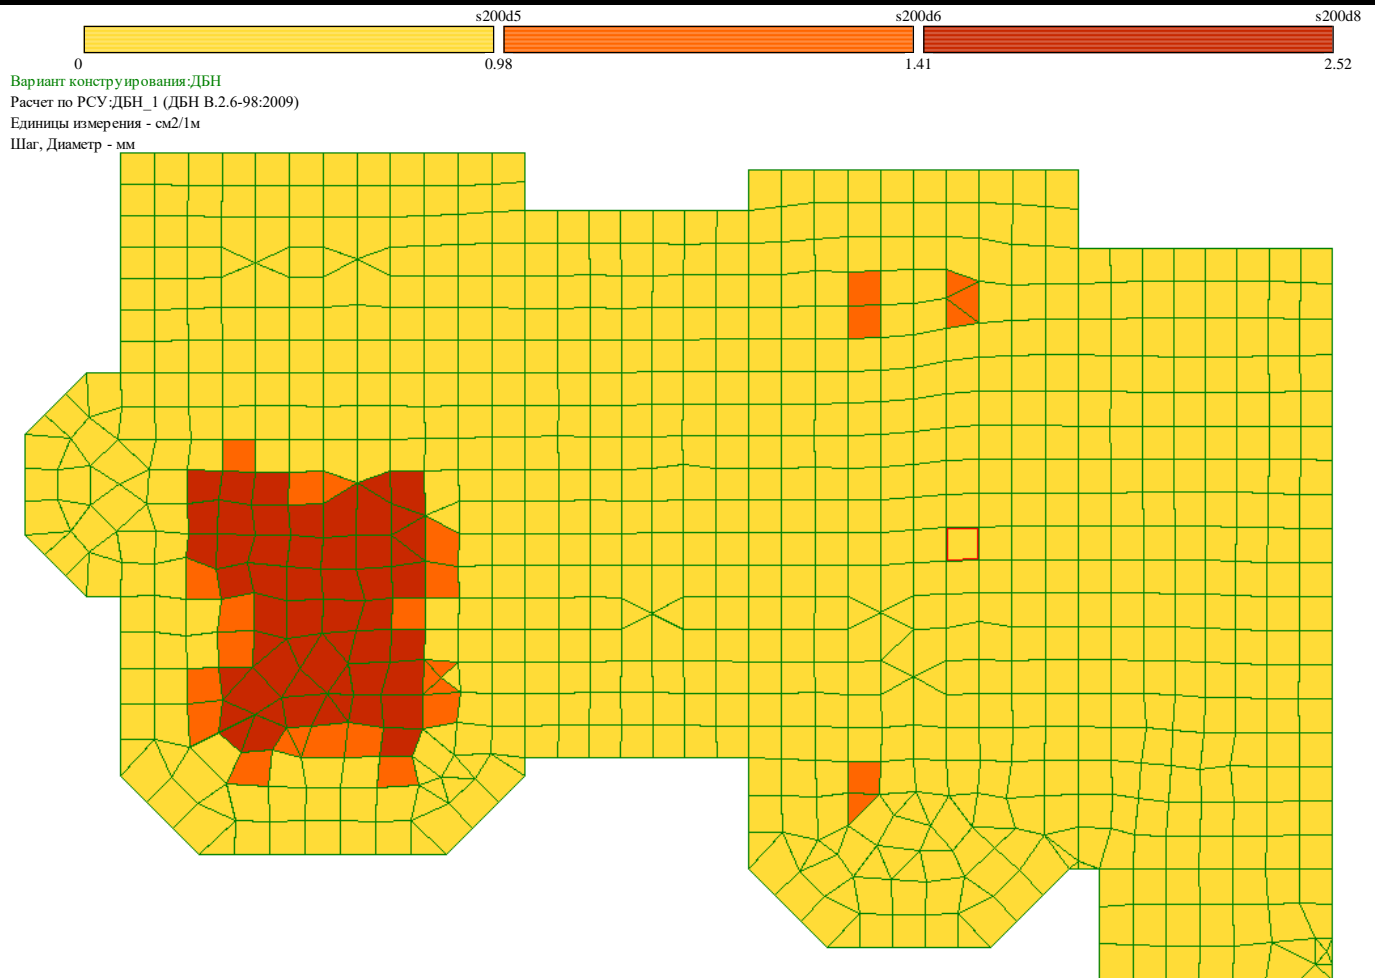 s200d5 s200d6 s200d8
0 0.98 1.41 2.52
Вариант конструирования:ДБН
Расчет по РСУ:ДБН_1 (ДБН В.2.6-98:2009)
Единицы измерения - см2/1м
Шаг, Диаметр - мм